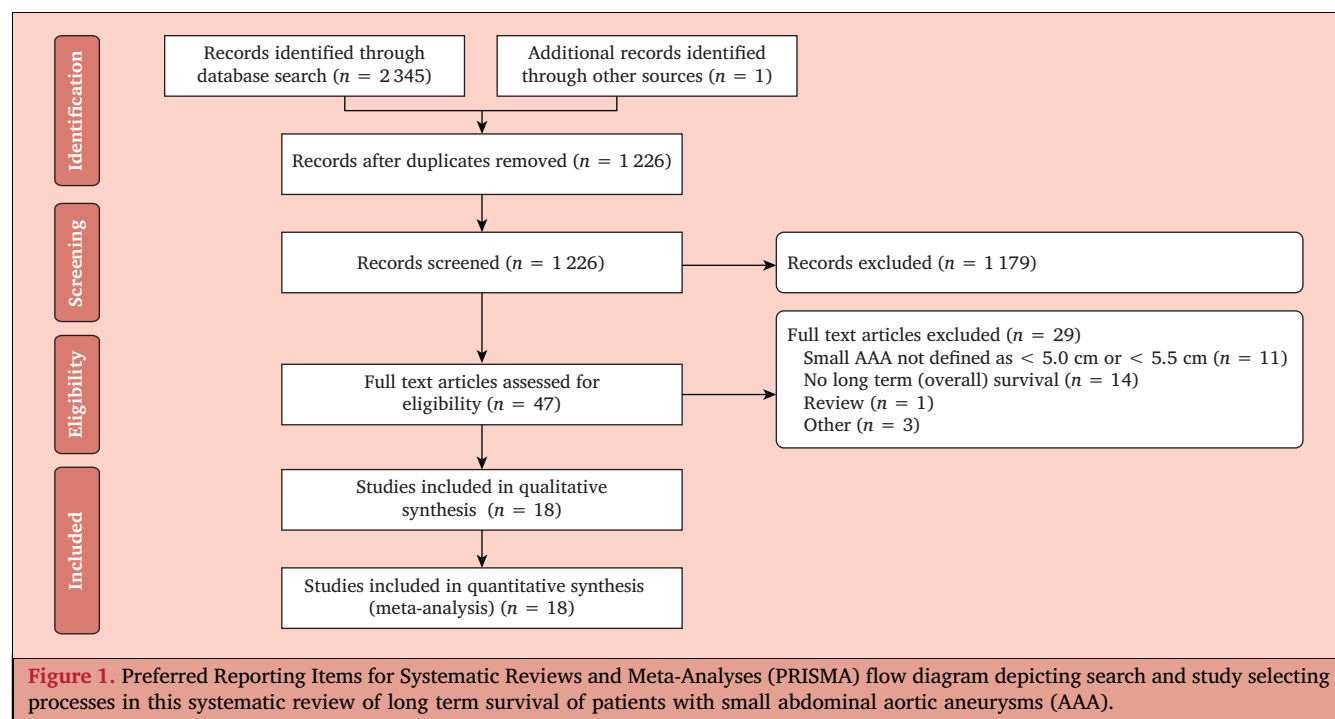 Identification
Records identified through
database search (n = 2 345)
Additional records identified
through other sources (n = 1)
Records after duplicates removed (n = 1 226)
Screening
Records screened (n = 1 226)
Records excluded (n = 1 179)
Eligibility
Full text articles assessed for
eligibility (n = 47)
Full text articles excluded (n = 29)
Small AAA not defined as < 5.0 cm or < 5.5 cm (n = 11)
No long term (overall) survival (n = 14)
Review (n = 1)
Other (n = 3)
Included
Studies included in qualitative
synthesis (n = 18)
Studies included in quantitative synthesis
(meta-analysis) (n = 18)
Figure 1. Preferred Reporting Items for Systematic Reviews and Meta-Analyses (PRISMA) flow diagram depicting search and study selecting
processes in this systematic review of long term survival of patients with small abdominal aortic aneurysms (AAA).